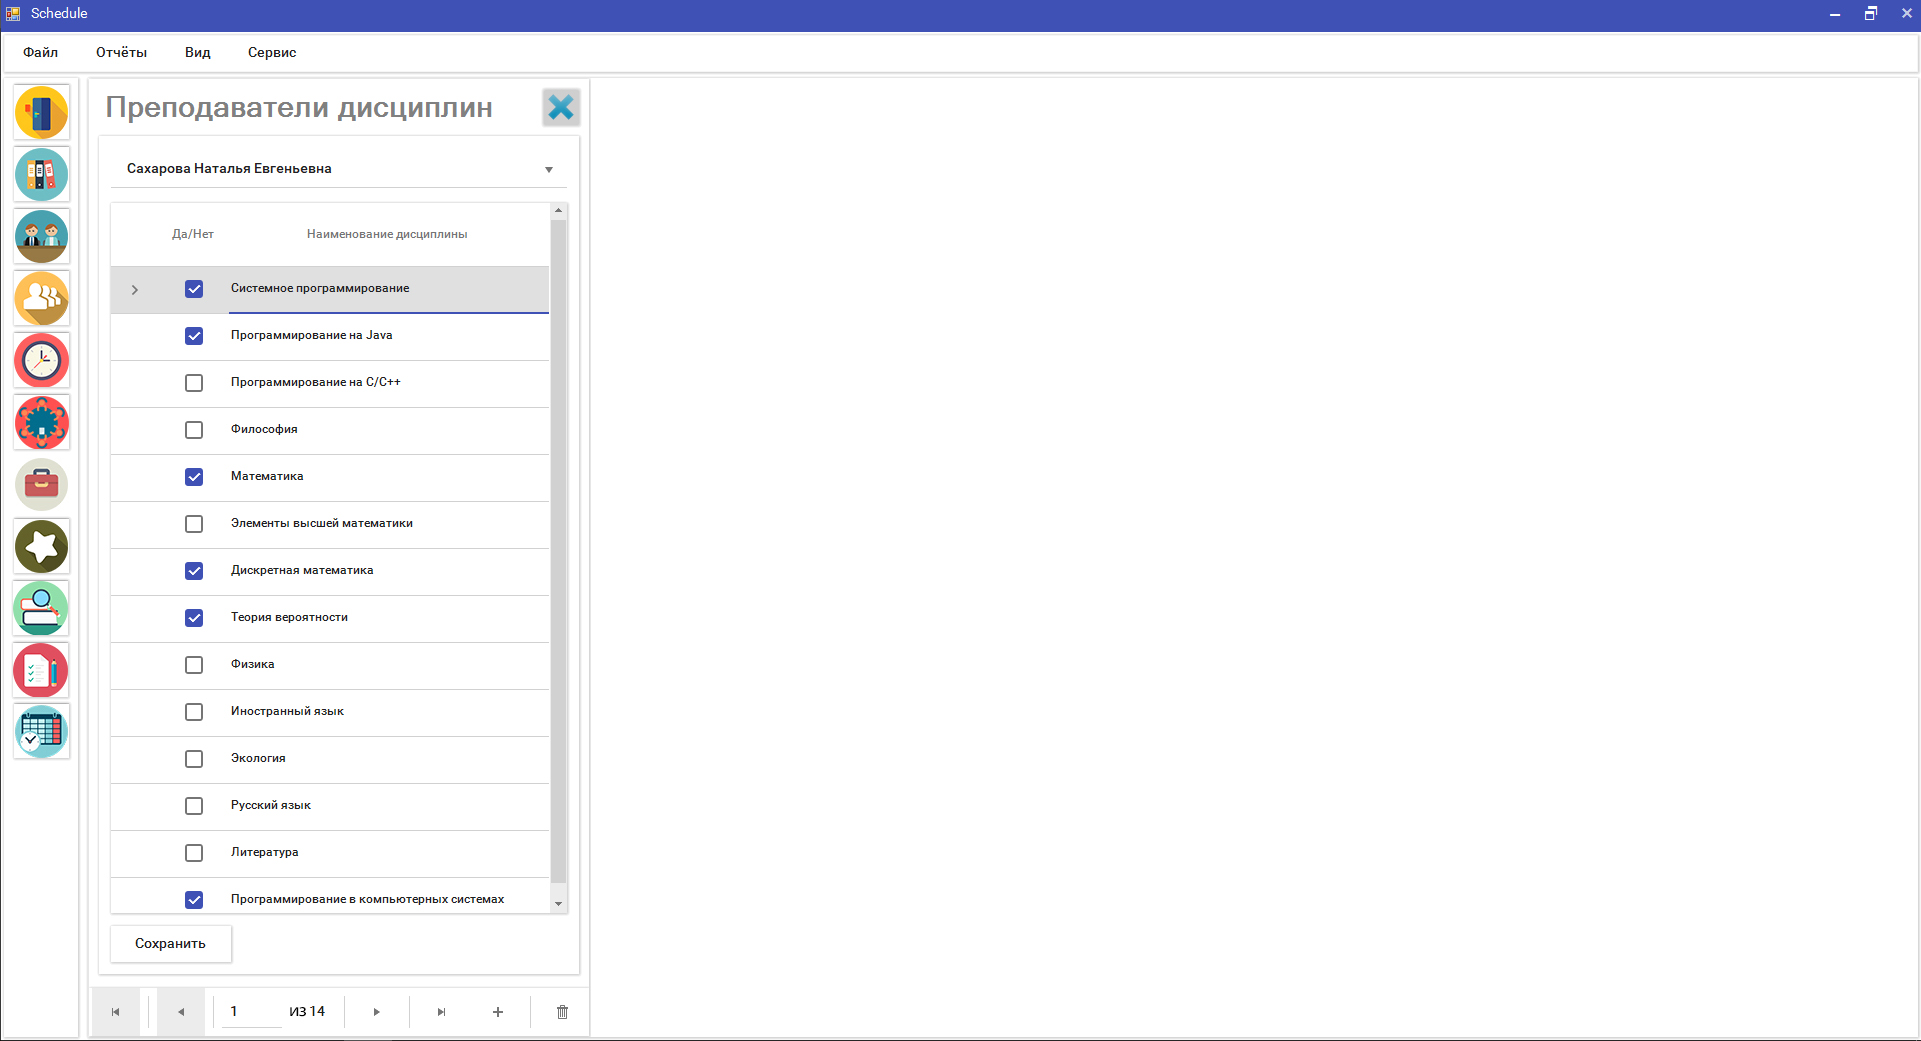 Schedule
Файл Отчёты Вид Сервис
Преподаватели дисциплин
Сахарова Наталья Евгеньевна
Да/Нет Наименование дисциплины
Системное программирование
Программирование на Java
Программирование на C/C++
Философия
Математика
Элементы высшей математики
Дискретная математика
Теория вероятности
Физика
Иностранный язык
Экология
Русский язык
Литература
Программирование в компьютерных системах
Сохранить
1 из 14